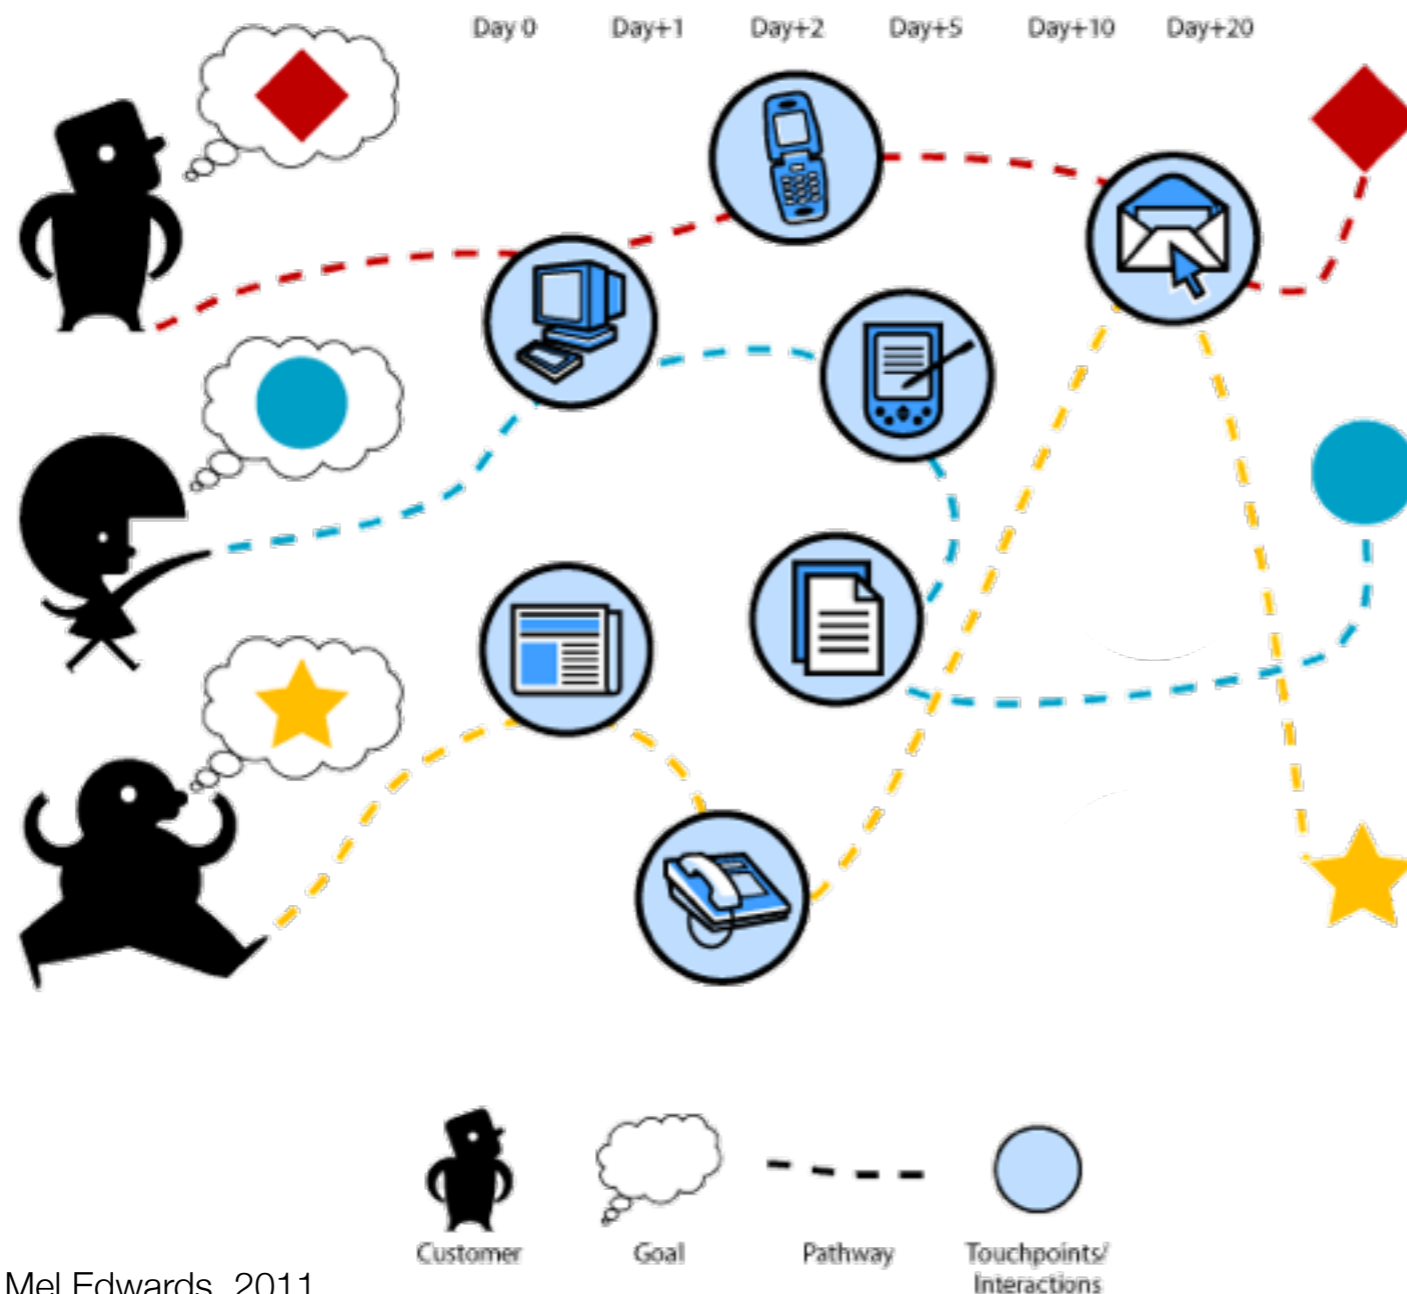 Day 0 Day+1 Day+2 Day+5 Day+10 Day+20
Customer Goal Pathway Touchpoints/
Interactions
Mel Edwards, 2011